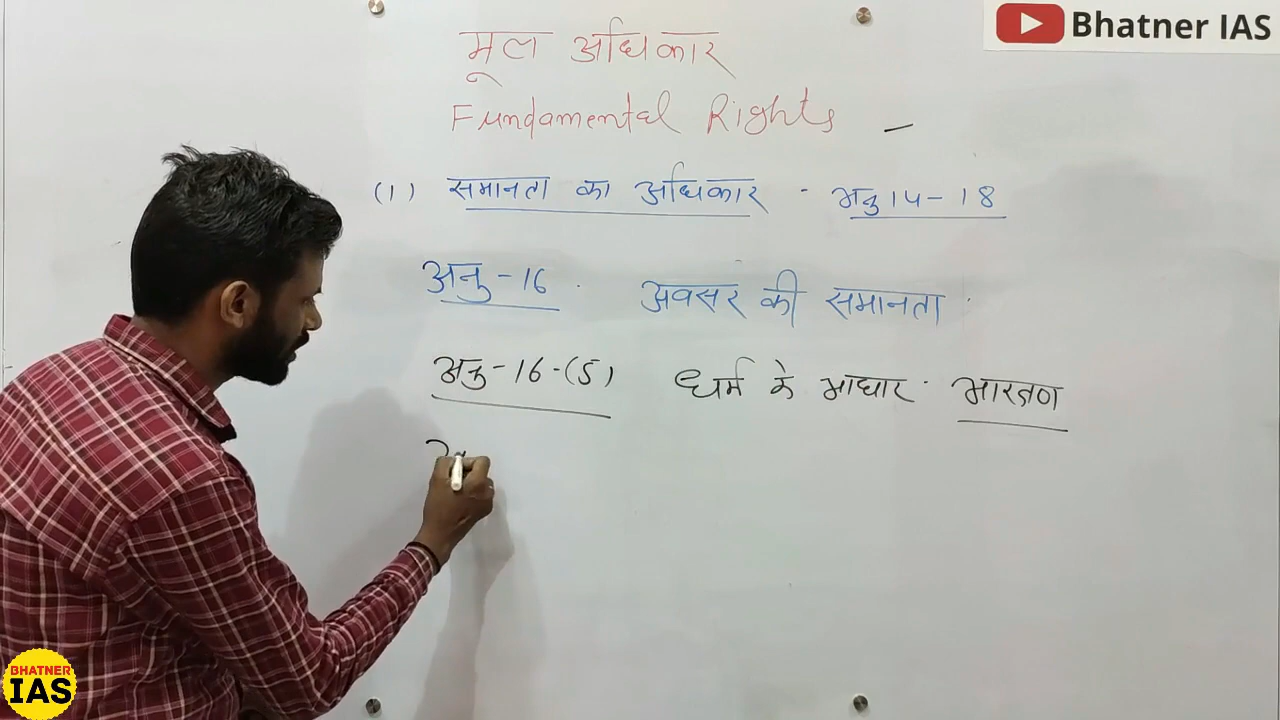 Bhatner IAS
मूल अधिकार
Fundamental Rights –
(1) समानता का अधिकार - अनु 14-18
अनु-16 अवसर की समानता
अनु-16-(5) धर्म के आधार आरक्षण
BHATNER
IAS